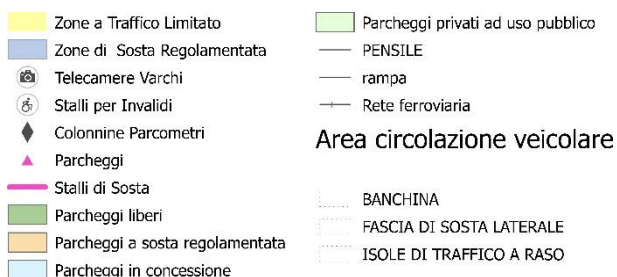 Zone a Traffico Limitato
Zone di Sosta Regolamentata
Telecamere Varchi
Stalli per Invalidi
Colonnine Parcometri
Parcheggi
Stalli di Sosta
Parcheggi liberi
Parcheggi a sosta regolamentata
Parcheggi in concessione
Parcheggi privati ad uso pubblico
PENSILE
rampa
Rete ferroviaria
Area circolazione veicolare
BANCHINA
FASCIA DI SOSTA LATERALE
ISOLE DI TRAFFICO A RASO